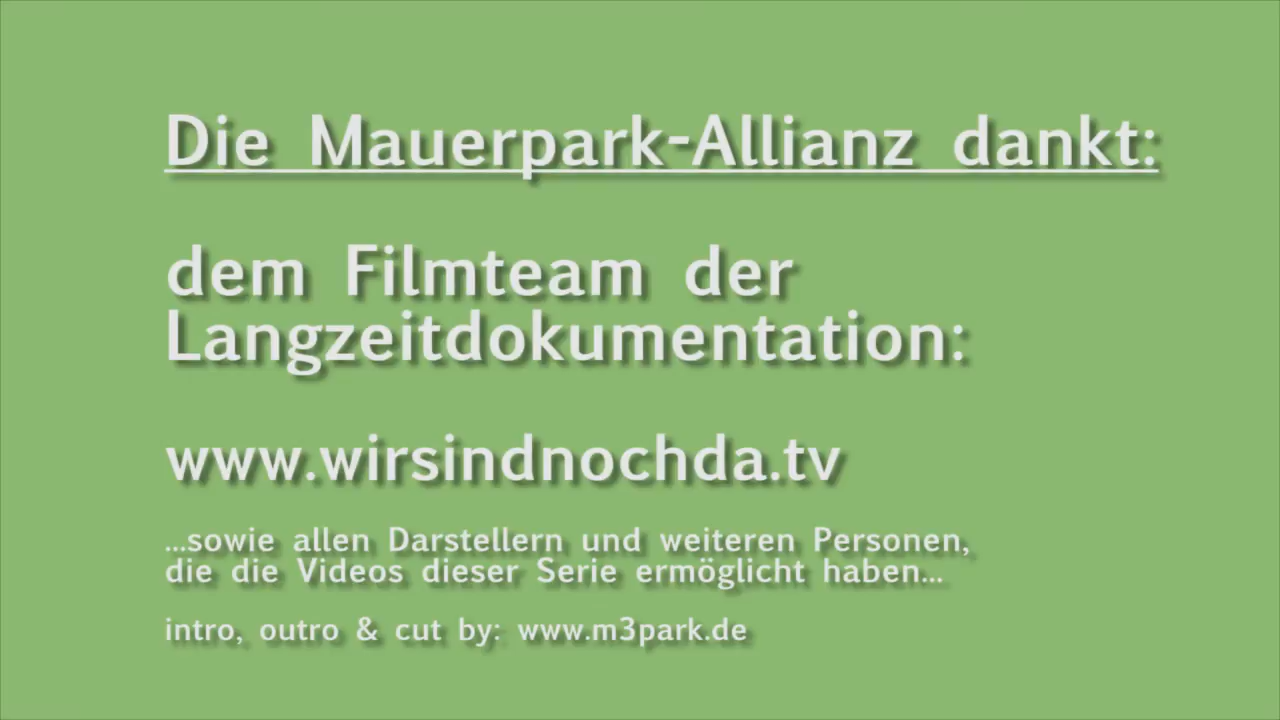 Die Mauerpark-Allianz dankt:
dem Filmteam der
Langzeitdokumentation:
www.wirsindnochda.tv
...sowie allen Darstellern und weiteren Personen,
die die Videos dieser Serie ermöglicht haben...
intro, outro & cut by: www.m3park.de